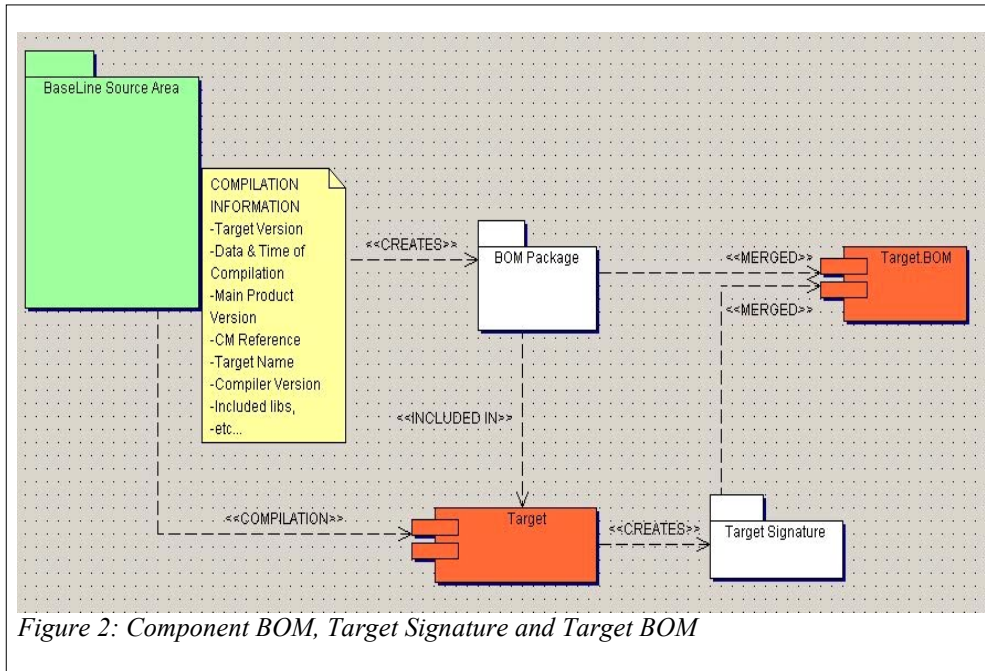 BaseLine Source Area
COMPILATION
INFORMATION
-Target Version
-Data & Time of
Compilation
-Main Product
Version
-CM Reference
-Target Name
-Compiler Version
-Included libs,
-etc...
<<CREATES>>
BOM Package
<<MERGED>>
Target.BOM
<<MERGED>>
<<INCLUDED IN>>
<<COMPILATION>>
Target
<<CREATES>>
Target Signature
Figure 2: Component BOM, Target Signature and Target BOM